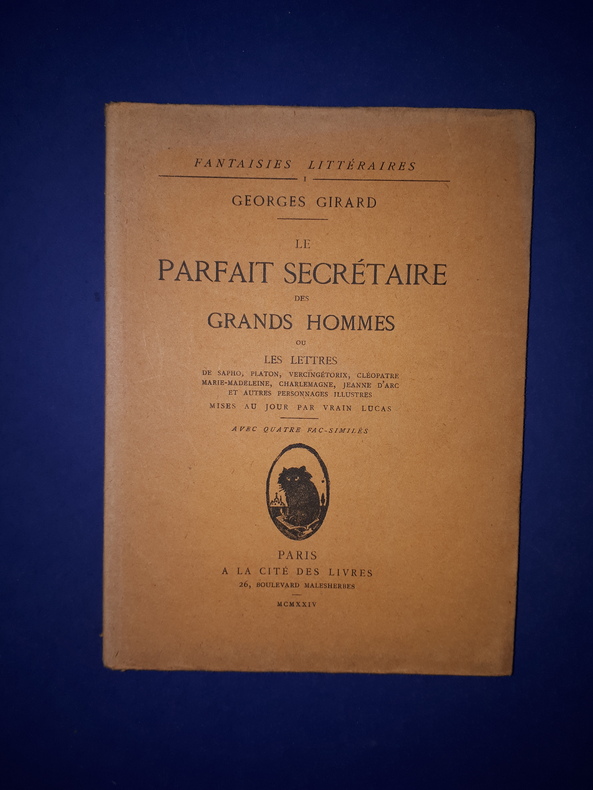 FANTAISIES LITTÉRAIRES
I
GEORGES GIRARD
LE
PARFAIT SECRÉTAIRE
DES
GRANDS HOMMES
OU
LES LETTRES
DE SAPHO, PLATON, VERCINGÉTORIX, CLÉOPATRE
MARIE-MADELEINE, CHARLEMAGNE, JEANNE D'ARC
ET AUTRES PERSONNAGES ILLUSTRES
MISES AU JOUR PAR VRAIN LUCAS
AVEC QUATRE FAC-SIMILÉS
PARIS
A LA CITÉ DES LIVRES
26, BOULEVARD MALESHERBES
MCMXXIV